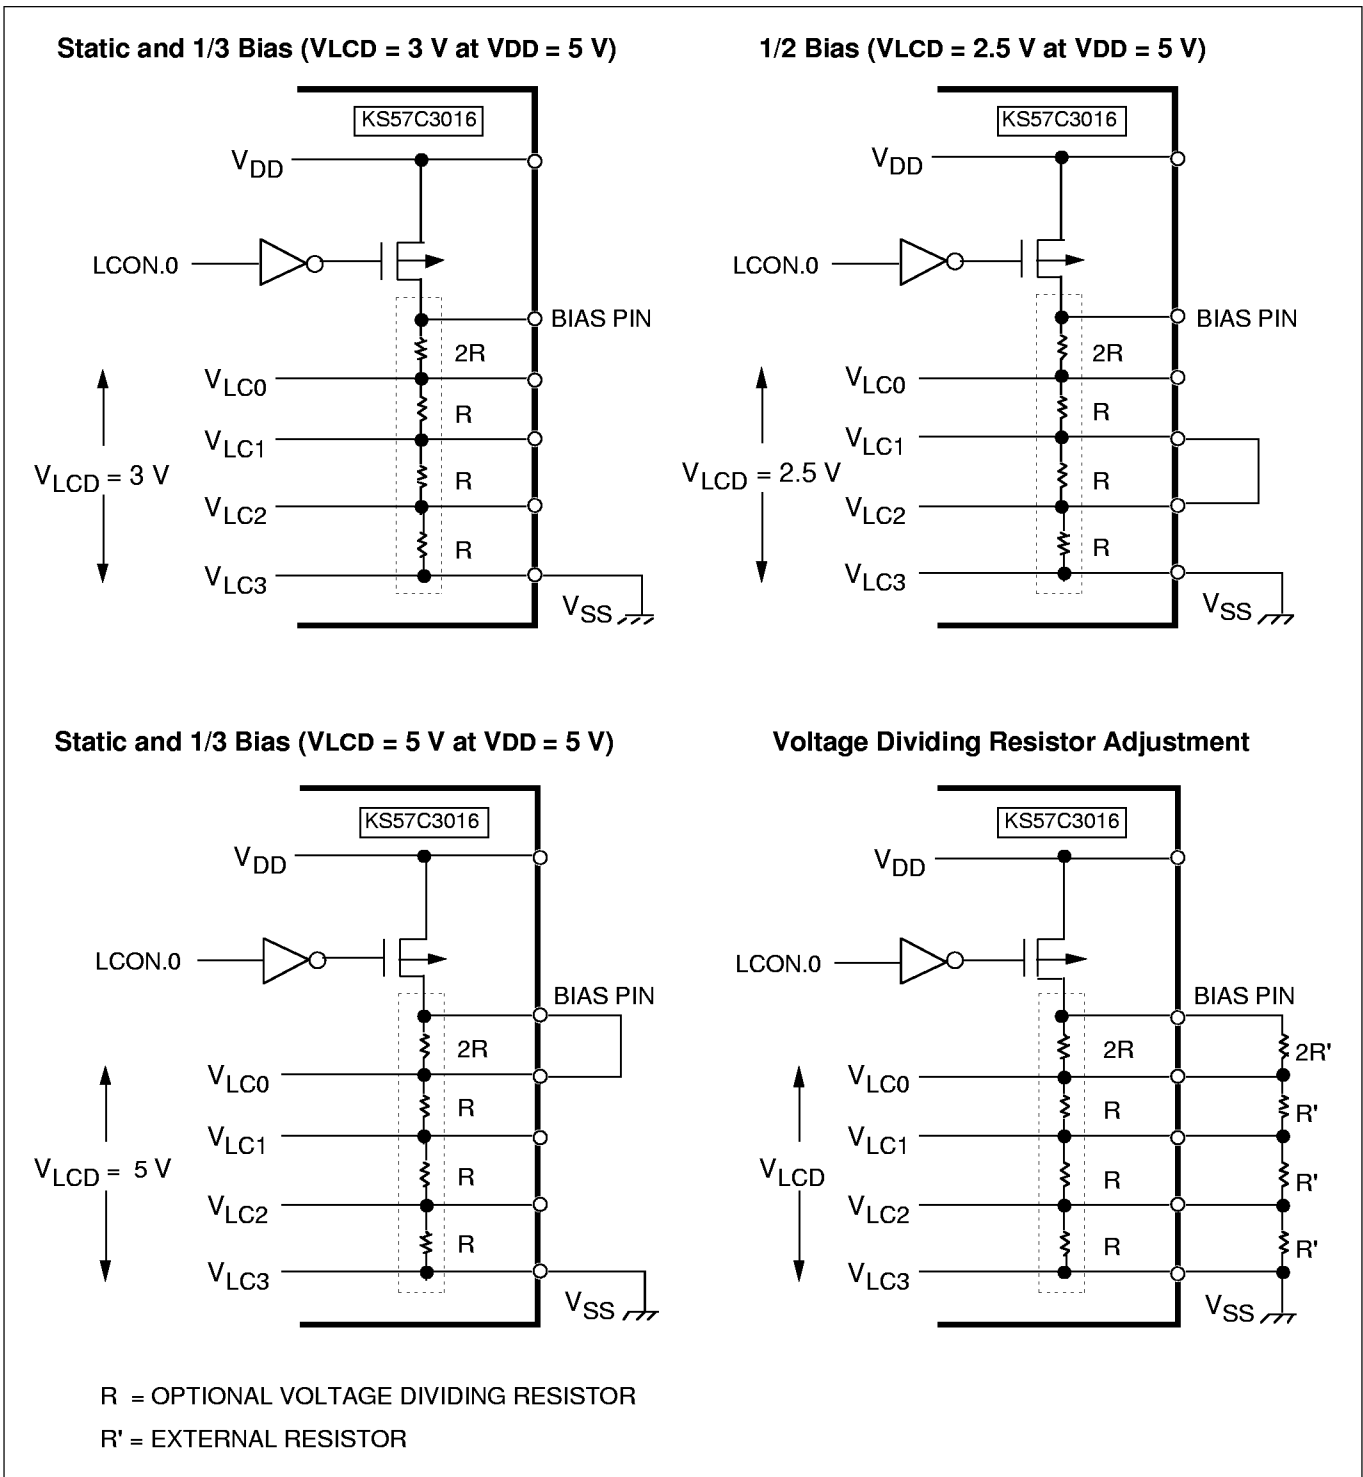 Static and 1/3 Bias (VLCD = 3 V at VDD = 5 V)
KS57C3016
VDD
LCON.0
BIAS PIN
2R
VLC0
R
VLC1
VLCD = 3 V
R
VLC2
R
VLC3
VSS
1/2 Bias (VLCD = 2.5 V at VDD = 5 V)
KS57C3016
VDD
LCON.0
BIAS PIN
2R
VLC0
R
VLC1
VLCD = 2.5 V
R
VLC2
R
VLC3
VSS
Static and 1/3 Bias (VLCD = 5 V at VDD = 5 V)
KS57C3016
VDD
LCON.0
BIAS PIN
2R
VLC0
R
VLC1
VLCD = 5 V
R
VLC2
R
VLC3
VSS
Voltage Dividing Resistor Adjustment
KS57C3016
VDD
LCON.0
BIAS PIN
2R 2R'
VLC0
R R'
VLC1
VLCD
R R'
VLC2
R R'
VLC3
VSS
R = OPTIONAL VOLTAGE DIVIDING RESISTOR
R' = EXTERNAL RESISTOR